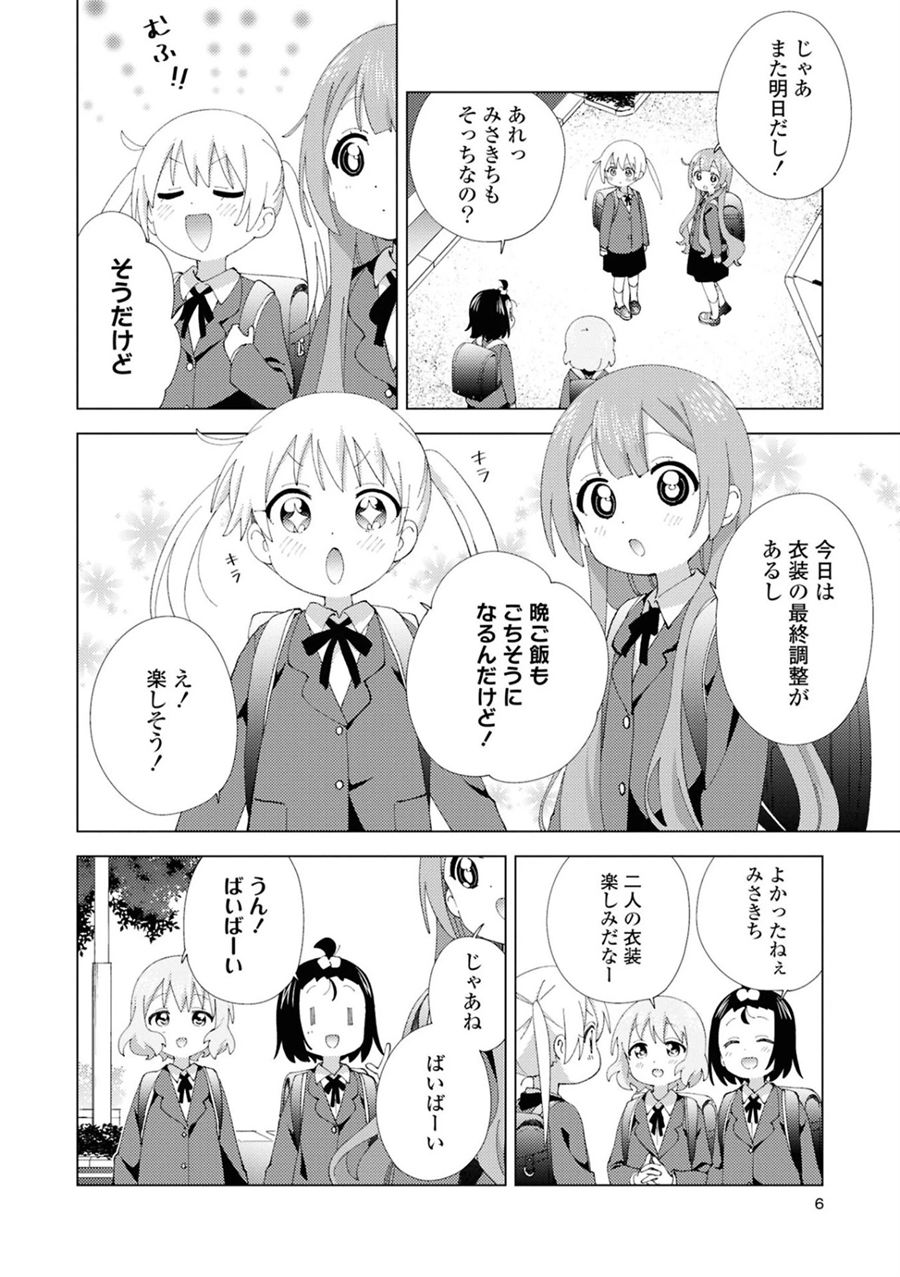 じゃあ
また明日だし！
あれっ
みさきちも
そっちなの？
むふ!!
そうだけど
今日は
衣装の最終調整が
あるし
キラ
キラ
晩ご飯も
ごちそうに
なるんだけど！
え！
楽しそう！
よかったねぇ
みさきち
二人の衣装
楽しみだなー
じゃあね
ばいばーい
うん！
ばいばーい
6